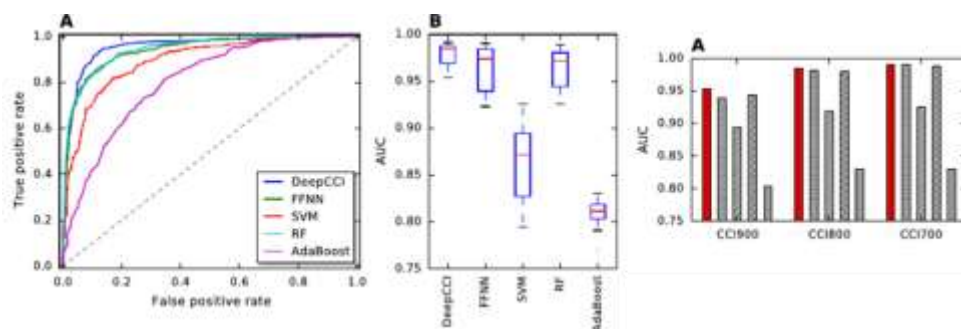 A
1.0
0.8
0.6
0.4
0.2
0.0
True positive rate
0.0 0.2 0.4 0.6 0.8 1.0
False positive rate
DeepCCI
FFNN
SVM
RF
AdaBoost
B
1.00
0.95
0.90
0.85
0.80
0.75
AUC
DeepCCI
FFNN
SVM
RF
AdaBoost
A
1.00
0.95
0.90
0.85
0.80
0.75
AUC
CCI900 CCI800 CCI700